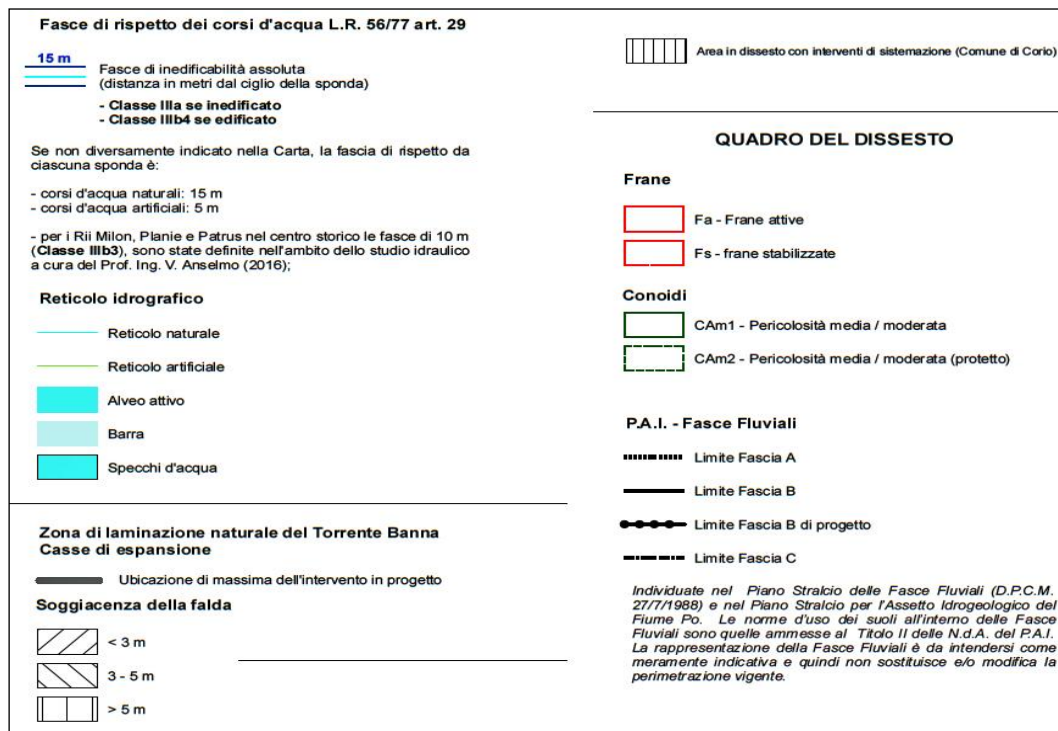 Fasce di rispetto dei corsi d'acqua L.R. 56/77 art. 29
15 m
Fasce di inedificabilità assoluta
(distanza in metri dal ciglio della sponda)
- Classe IIIa se inedificato
- Classe IIIb4 se edificato
Se non diversamente indicato nella Carta, la fascia di rispetto da
ciascuna sponda è:
- corsi d'acqua naturali: 15 m
- corsi d'acqua artificiali: 5 m
- per i Rii Milon, Planie e Patrus nel centro storico le fasce di 10 m
(Classe IIIb3), sono state definite nell'ambito dello studio idraulico
a cura del Prof. Ing. V. Anselmo (2016);
Reticolo idrografico
Reticolo naturale
Reticolo artificiale
Alveo attivo
Barra
Specchi d'acqua
Zona di laminazione naturale del Torrente Banna
Casse di espansione
Ubicazione di massima dell'intervento in progetto
Soggiacenza della falda
< 3 m
3 - 5 m
> 5 m
Area in dissesto con interventi di sistemazione (Comune di Corio)
QUADRO DEL DISSESTO
Frane
Fa - Frane attive
Fs - frane stabilizzate
Conoidi
CAm1 - Pericolosità media / moderata
CAm2 - Pericolosità media / moderata (protetto)
P.A.I. - Fasce Fluviali
Limite Fascia A
Limite Fascia B
Limite Fascia B di progetto
Limite Fascia C
Individuate nel Piano Stralcio delle Fasce Fluviali (D.P.C.M.
27/7/1988) e nel Piano Stralcio per l'Assetto Idrogeologico del
Fiume Po. Le norme d'uso dei suoli all'interno delle Fasce
Fluviali sono quelle ammesse al Titolo II delle N.d.A. del P.A.I.
La rappresentazione della Fasce Fluviali è da intendersi come
meramente indicativa e quindi non sostituisce e/o modifica la
perimetrazione vigente.